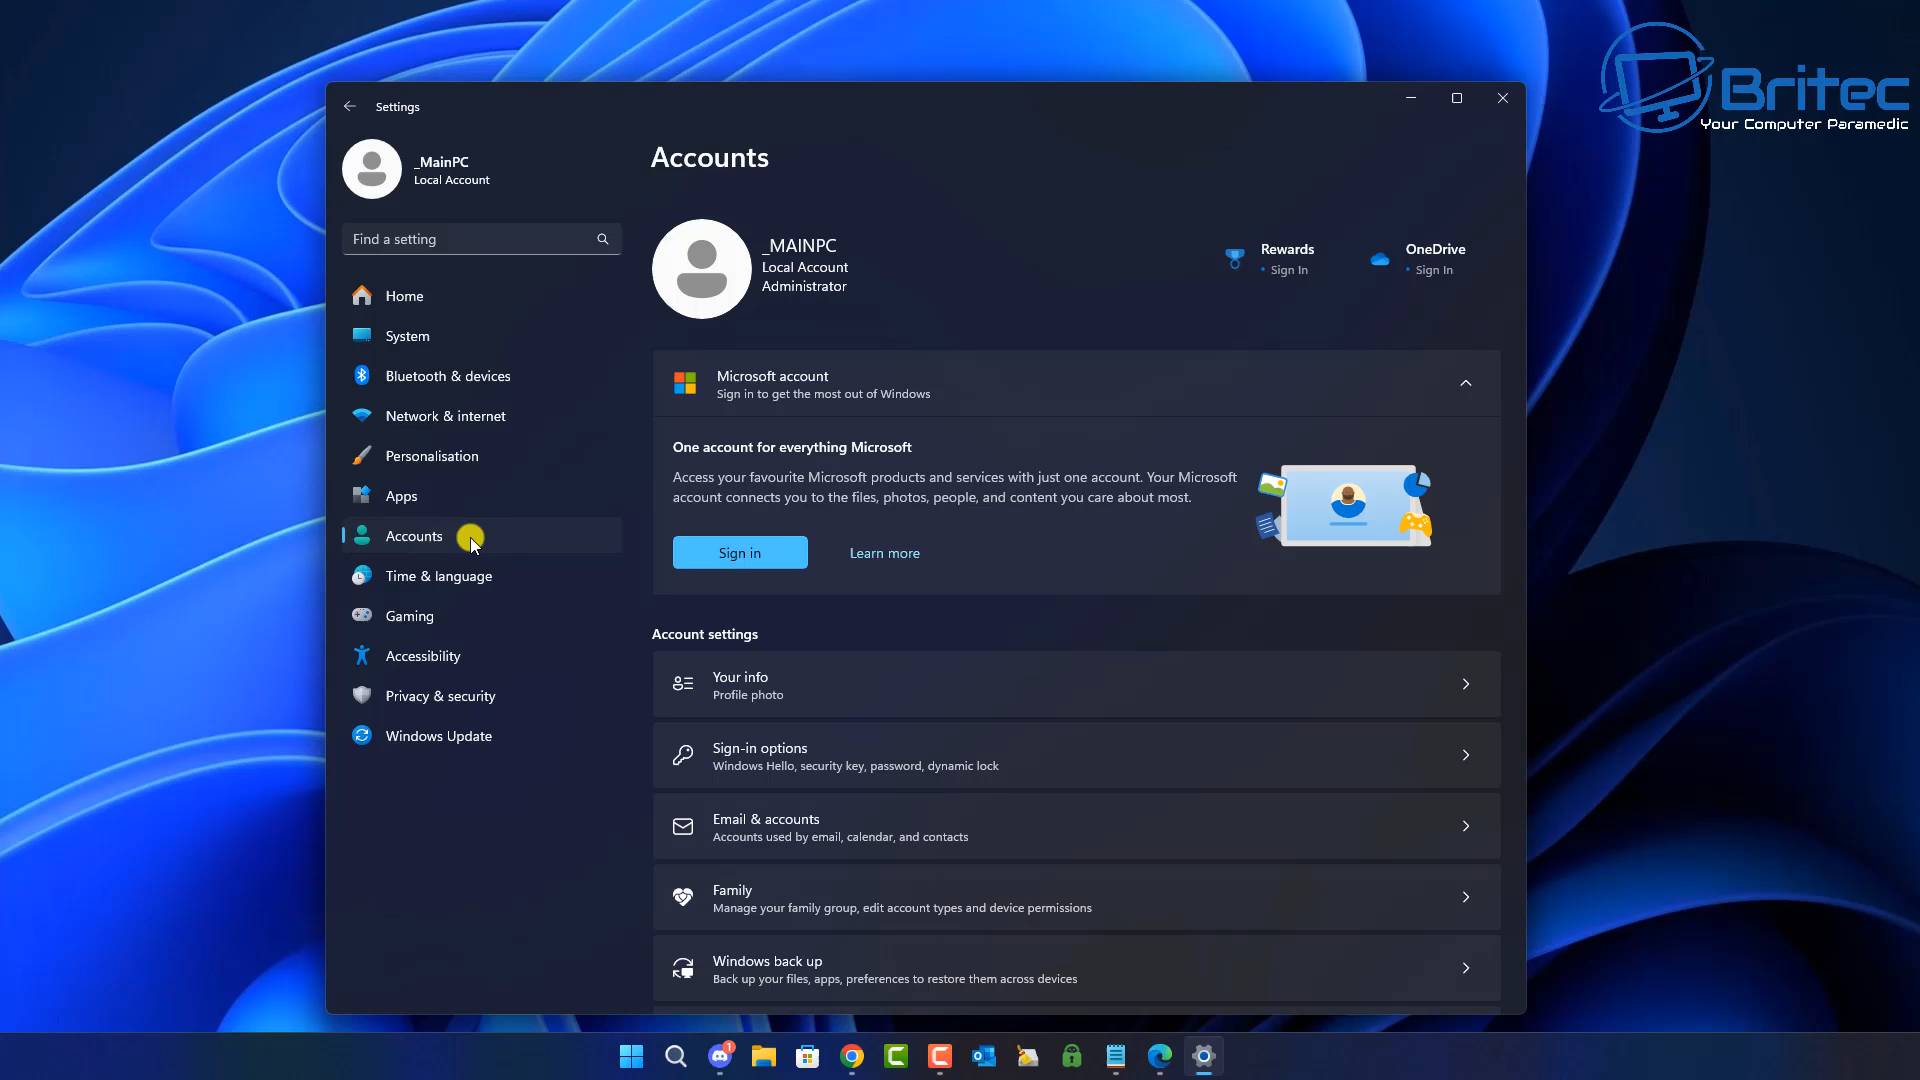 Britec
Your Computer Paramedic
Settings
_MainPC
Local Account
Find a setting
Home
System
Bluetooth & devices
Network & internet
Personalisation
Apps
Accounts
Time & language
Gaming
Accessibility
Privacy & security
Windows Update
Accounts
_MAINPC
Local Account
Administrator
Rewards
• Sign In
OneDrive
• Sign In
Microsoft account
Sign in to get the most out of Windows
One account for everything Microsoft
Access your favourite Microsoft products and services with just one account. Your Microsoft
account connects you to the files, photos, people, and content you care about most.
Sign in
Learn more
Account settings
Your info
Profile photo
Sign-in options
Windows Hello, security key, password, dynamic lock
Email & accounts
Accounts used by email, calendar, and contacts
Family
Manage your family group, edit account types and device permissions
Windows back up
Back up your files, apps, preferences to restore them across devices
1